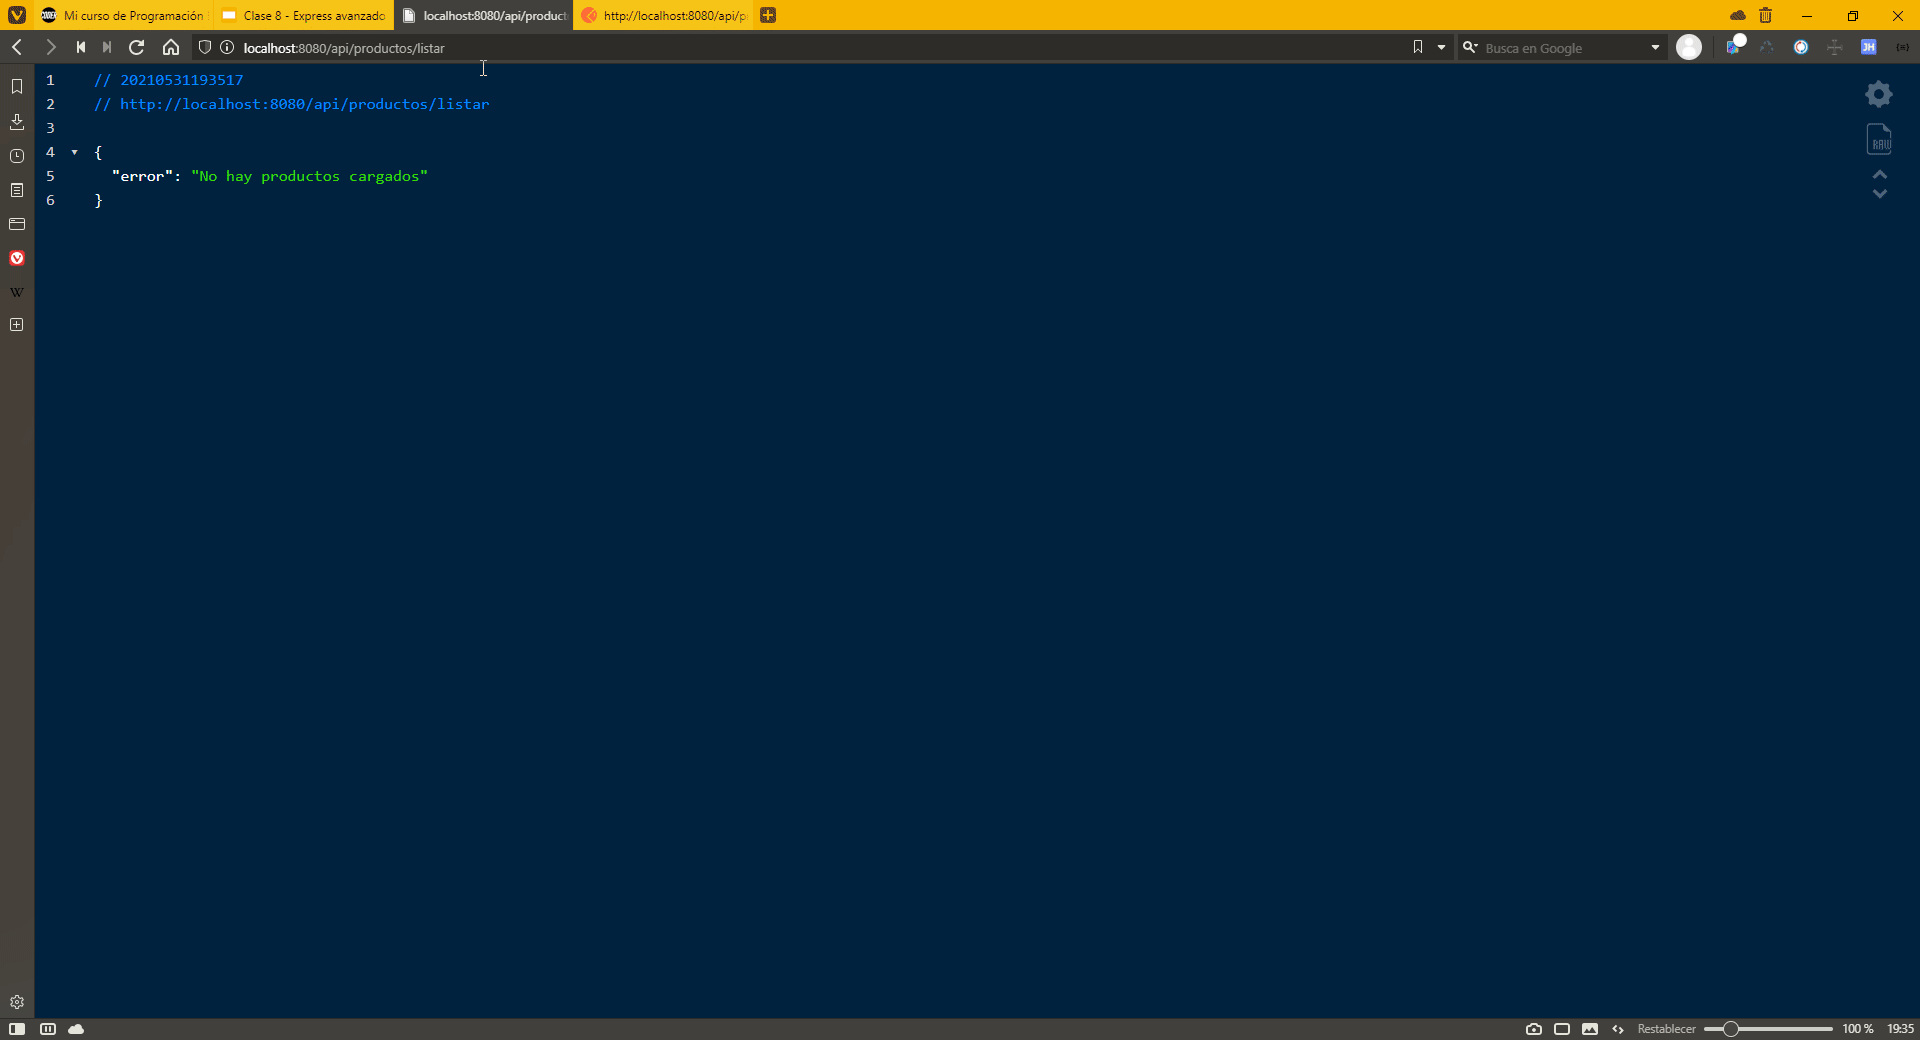 CODER Mi curso de Programación
Clase 8 - Express avanzado
localhost:8080/api/product
http://localhost:8080/api/p
localhost:8080/api/productos/listar
Busca en Google
JH
1 // 20210531193517
2 // http://localhost:8080/api/productos/listar
3
4 {
5 "error": "No hay productos cargados"
6 }
RAW
W
Restablecer
100 %
19:35